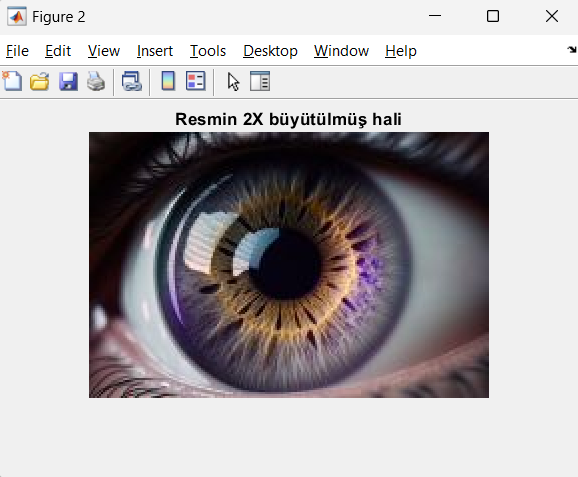 Figure 2
File Edit View Insert Tools Desktop Window Help
Resmin 2X büyütülmüş hali